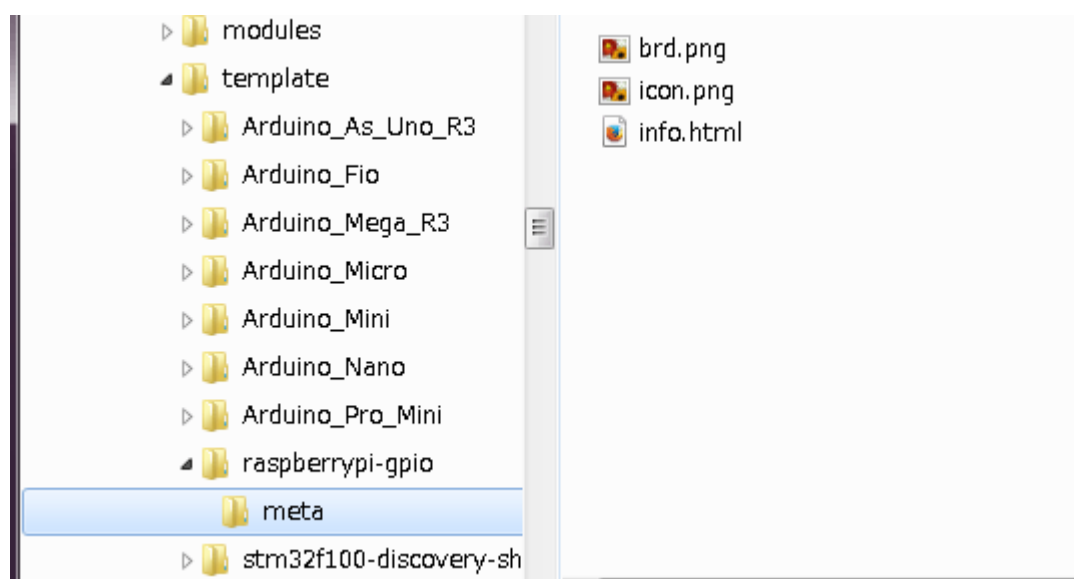 modules
template
Arduino_As_Uno_R3
Arduino_Fio
Arduino_Mega_R3
Arduino_Micro
Arduino_Mini
Arduino_Nano
Arduino_Pro_Mini
raspberrypi-gpio
meta
stm32f100-discovery-sh
brd.png
icon.png
info.html